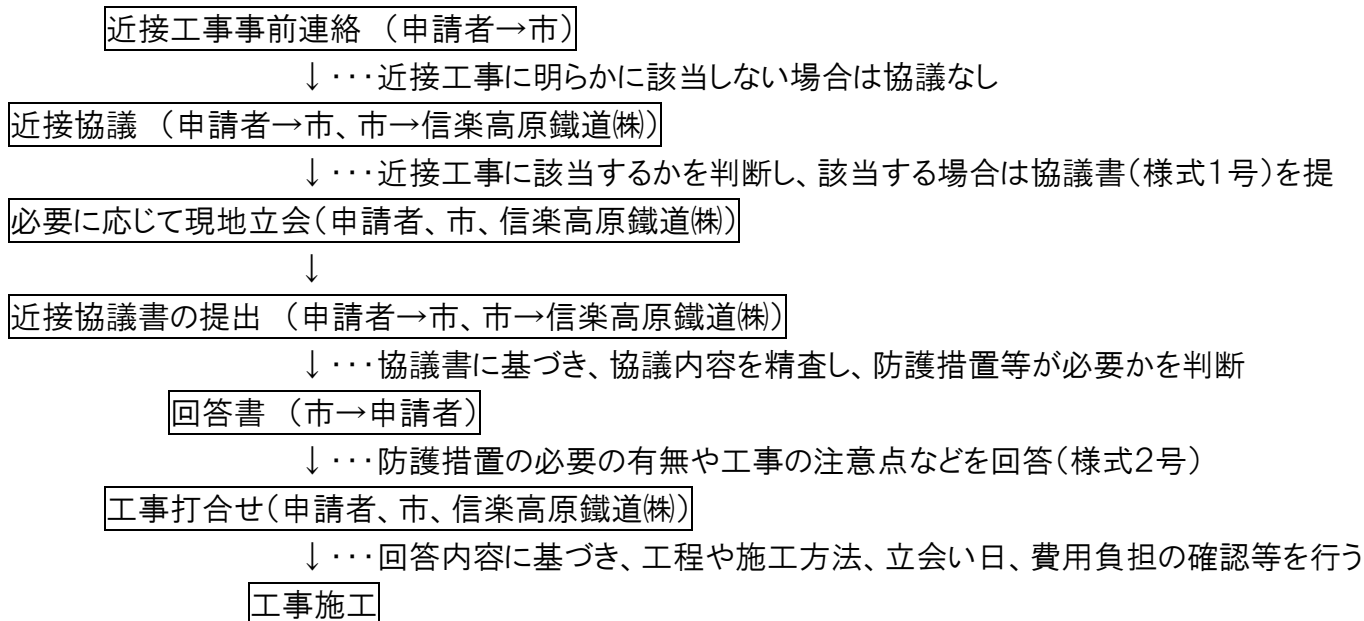 近接工事事前連絡 (申請者→市)
↓・・・近接工事に明らかに該当しない場合は協議なし
近接協議 (申請者→市、市→信楽高原鐵道㈱)
↓・・・近接工事に該当するかを判断し、該当する場合は協議書(様式1号)を提
必要に応じて現地立会(申請者、市、信楽高原鐵道㈱)
↓
近接協議書の提出 (申請者→市、市→信楽高原鐵道㈱)
↓・・・協議書に基づき、協議内容を精査し、防護措置等が必要かを判断
回答書 (市→申請者)
↓・・・防護措置の必要の有無や工事の注意点などを回答(様式2号)
工事打合せ(申請者、市、信楽高原鐵道㈱)
↓・・・回答内容に基づき、工程や施工方法、立会い日、費用負担の確認等を行う
工事施工